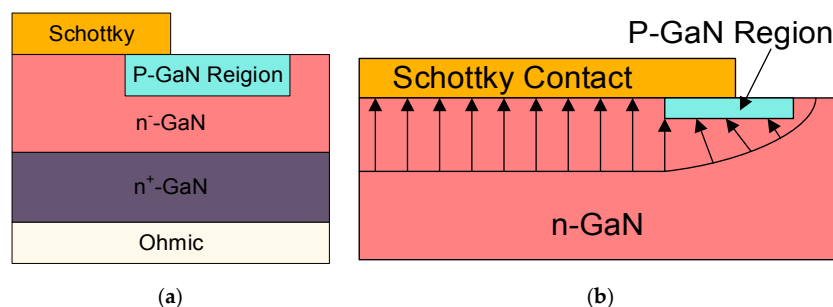 Schottky
P-GaN Reigion
n⁻-GaN
n⁺-GaN
Ohmic
(a)
P-GaN Region
Schottky Contact
n-GaN
(b)